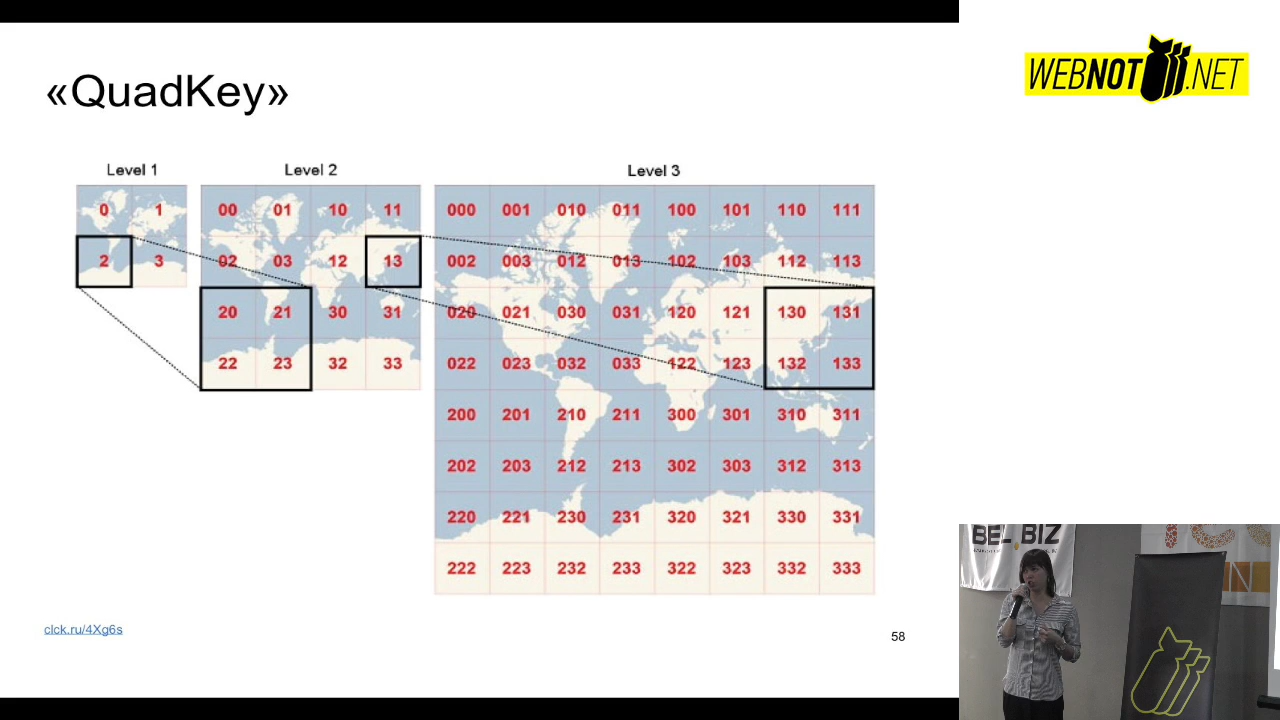 «QuadKey»
WEBNOT.NET
Level 1
Level 2
Level 3
0 1
2 3
00 01 10 11
02 03 12 13
20 21 30 31
22 23 32 33
000 001 010 011 100 101 110 111
002 003 012 013 102 103 112 113
020 021 030 031 120 121 130 131
022 023 032 033 122 123 132 133
200 201 210 211 300 301 310 311
202 203 212 213 302 303 312 313
220 221 230 231 320 321 330 331
222 223 232 233 322 323 332 333
clck.ru/4Xg6s
58
BEL.BIZ